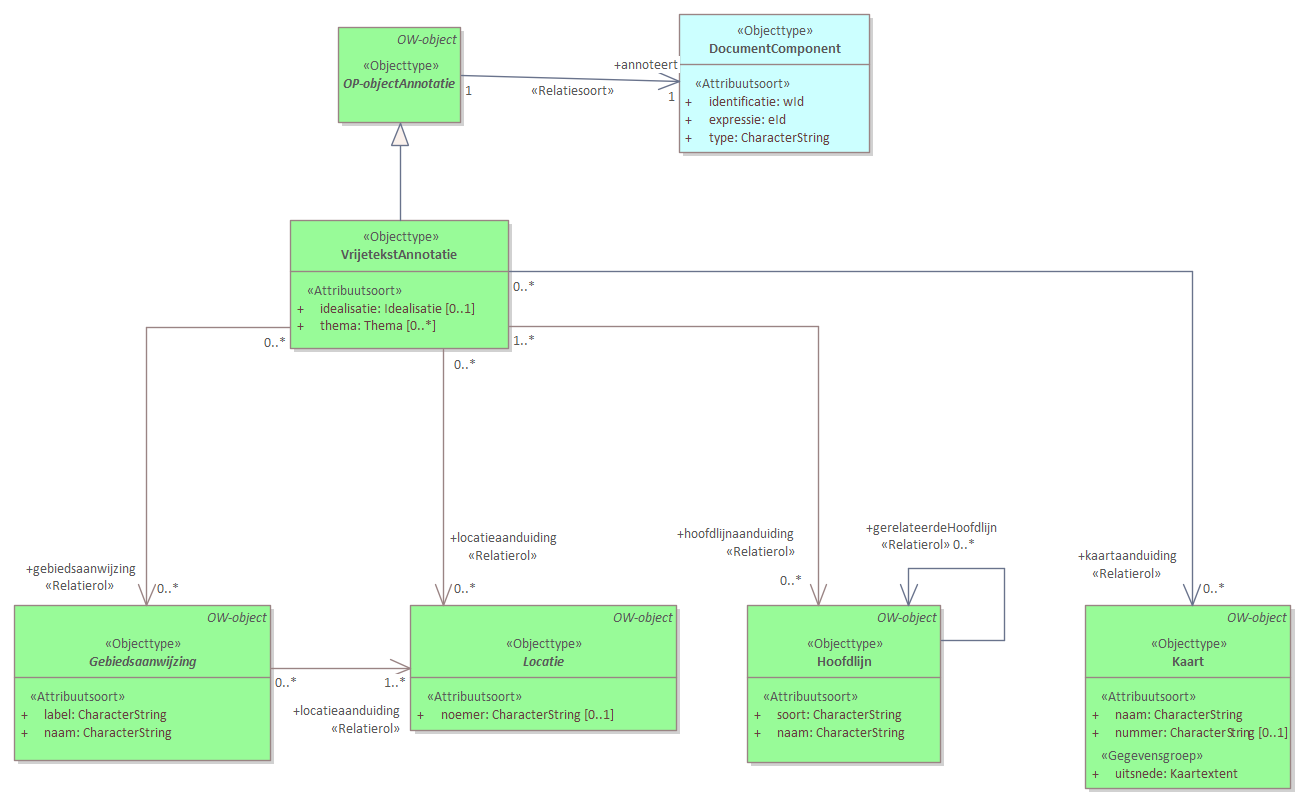 OW-object
«Objecttype»
OP-objectAnnotatie
1
+annoteert
«Relatiesoort»
1
«Objecttype»
DocumentComponent
«Attribuutsoort»
+ identificatie: wId
+ expressie: eId
+ type: CharacterString
«Objecttype»
VrijetekstAnnotatie
«Attribuutsoort»
+ idealisatie: Idealisatie [0..1]
+ thema: Thema [0..*]
0..*
0..*
1..*
0..*
+gebiedsaanwijzing
«Relatierol»
0..*
+locatieaanduiding
«Relatierol»
0..*
+hoofdlijnaanduiding
«Relatierol»
0..*
+gerelateerdeHoofdlijn
«Relatierol» 0..*
+kaartaanduiding
«Relatierol»
0..*
OW-object
«Objecttype»
Gebiedsaanwijzing
«Attribuutsoort»
+ label: CharacterString
+ naam: CharacterString
0..*
1..*
+locatieaanduiding
«Relatierol»
OW-object
«Objecttype»
Locatie
«Attribuutsoort»
+ noemer: CharacterString [0..1]
OW-object
«Objecttype»
Hoofdlijn
«Attribuutsoort»
+ soort: CharacterString
+ naam: CharacterString
OW-object
«Objecttype»
Kaart
«Attribuutsoort»
+ naam: CharacterString
+ nummer: CharacterString [0..1]
«Gegevensgroep»
+ uitsnede: Kaartextent